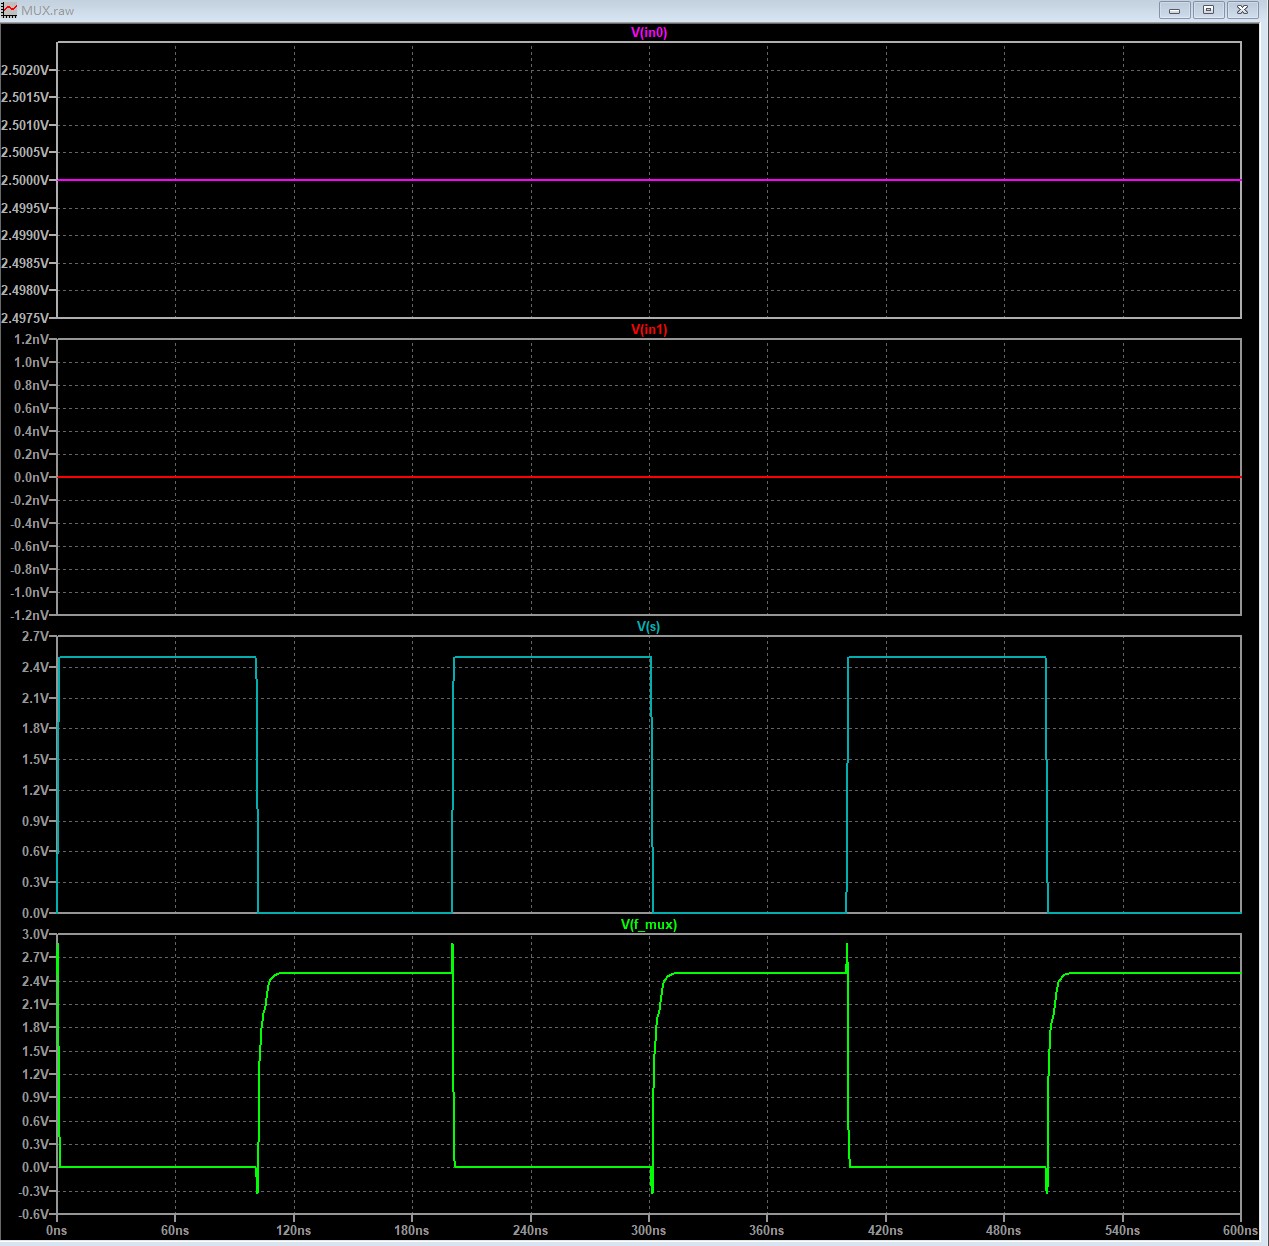 MUX.raw
V(in0)
2.5020V
2.5015V
2.5010V
2.5005V
2.5000V
2.4995V
2.4990V
2.4985V
2.4980V
2.4975V
V(in1)
1.2nV
1.0nV
0.8nV
0.6nV
0.4nV
0.2nV
0.0nV
-0.2nV
-0.4nV
-0.6nV
-0.8nV
-1.0nV
-1.2nV
V(s)
2.7V
2.4V
2.1V
1.8V
1.5V
1.2V
0.9V
0.6V
0.3V
0.0V
V(f_mux)
3.0V
2.7V
2.4V
2.1V
1.8V
1.5V
1.2V
0.9V
0.6V
0.3V
0.0V
-0.3V
-0.6V
0ns 60ns 120ns 180ns 240ns 300ns 360ns 420ns 480ns 540ns 600ns